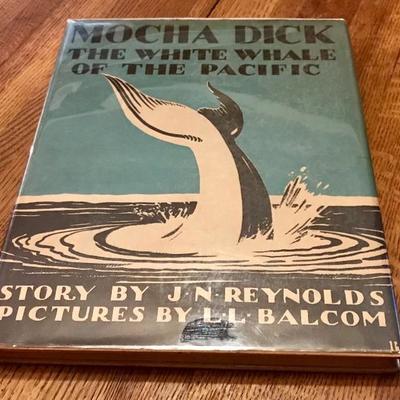 MOCHA DICK
THE WHITE WHALE
OF THE PACIFIC
STORY BY J·N·REYNOLDS
PICTURES BY L·L·BALCOM